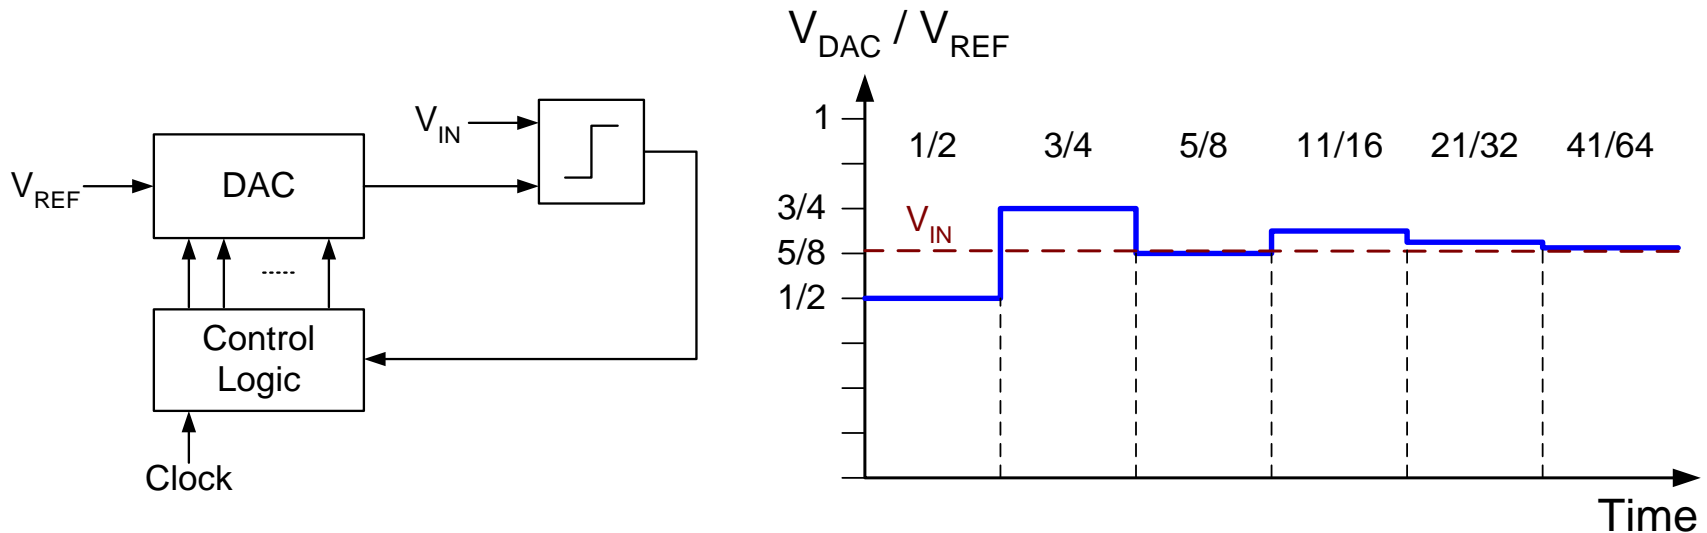 V_REF
DAC
V_IN
Control
Logic
Clock
V_DAC / V_REF
1
3/4
5/8
1/2
1/2 3/4 5/8 11/16 21/32 41/64
V_IN
Time